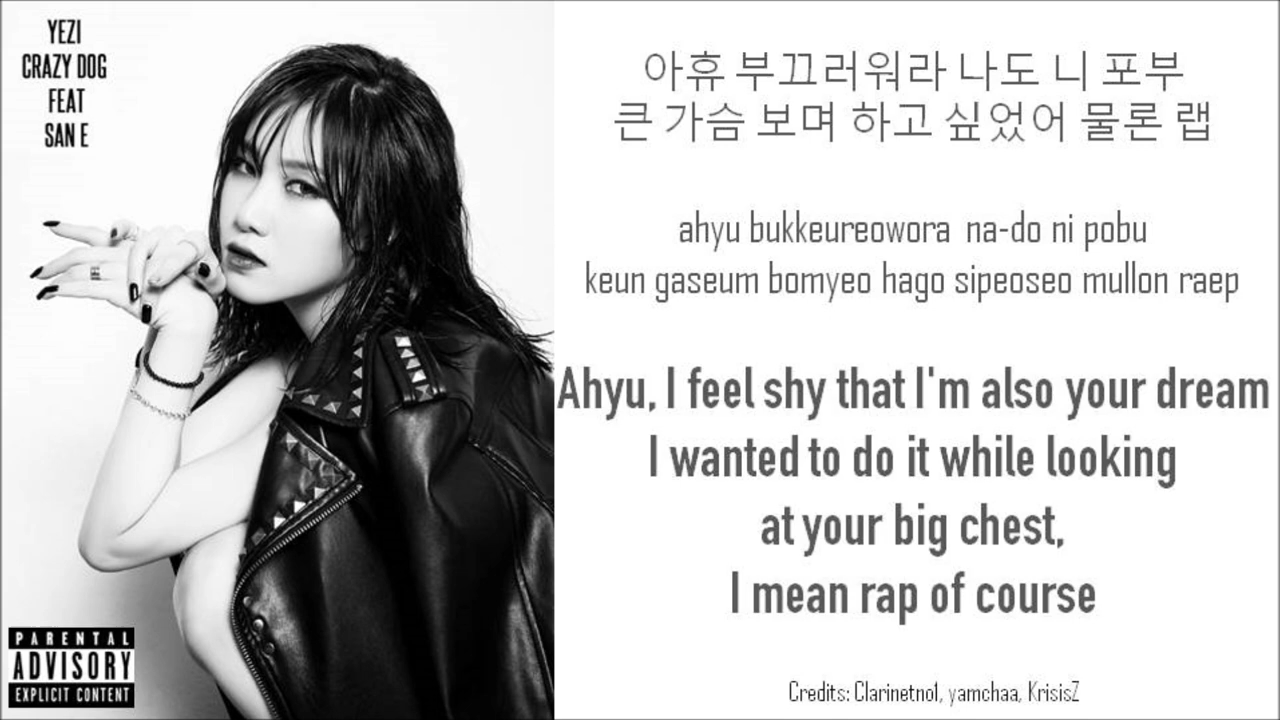 YEZI
CRAZY DOG
FEAT
SAN E
아휴 부끄러워라 나도 니 포부
큰 가슴 보며 하고 싶었어 물론 랩
ahyu bukkeureowora na-do ni pobu
keun gaseum bomyeo hago sipeoseo mullon raep
Ahyu, I feel shy that I'm also your dream
I wanted to do it while looking
at your big chest,
I mean rap of course
PARENTAL
ADVISORY
EXPLICIT CONTENT
Credits: Clarinetno1, yamchaa, KrisisZ